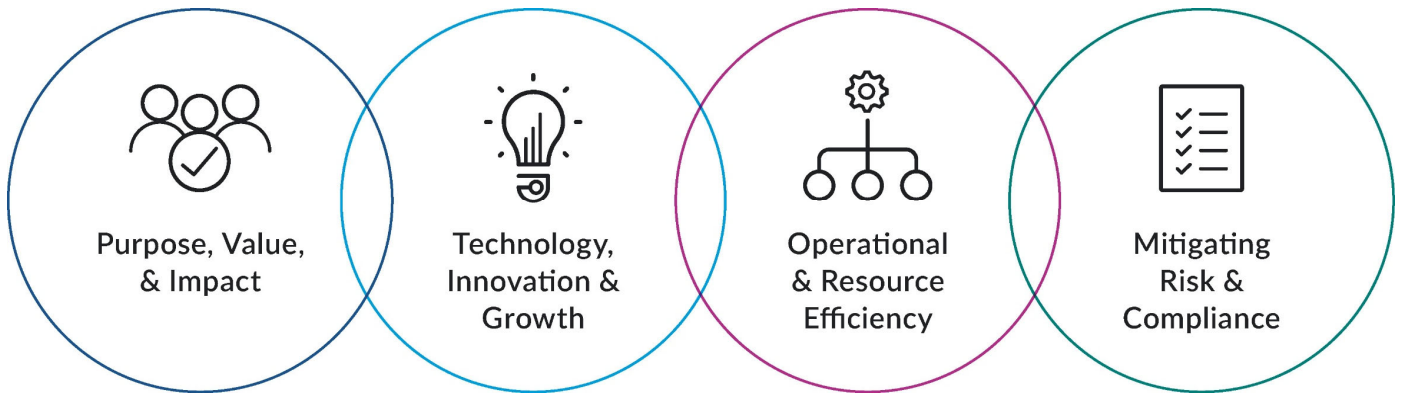 Purpose, Value,
& Impact
Technology,
Innovation &
Growth
Operational
& Resource
Efficiency
Mitigating
Risk &
Compliance